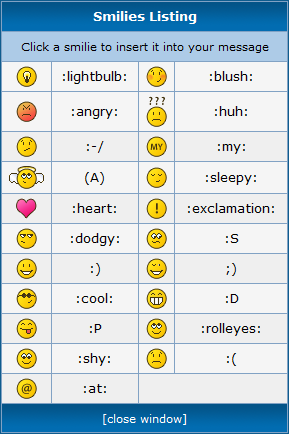 Smilies Listing
Click a smilie to insert it into your message
:lightbulb: :blush:
:angry: ??? :huh:
:-/ MY :my:
(A) :sleepy:
:heart: ! :exclamation:
:dodgy: :S
:) ;)
:cool: :D
:P :rolleyes:
:shy: :(
@ :at:
[close window]